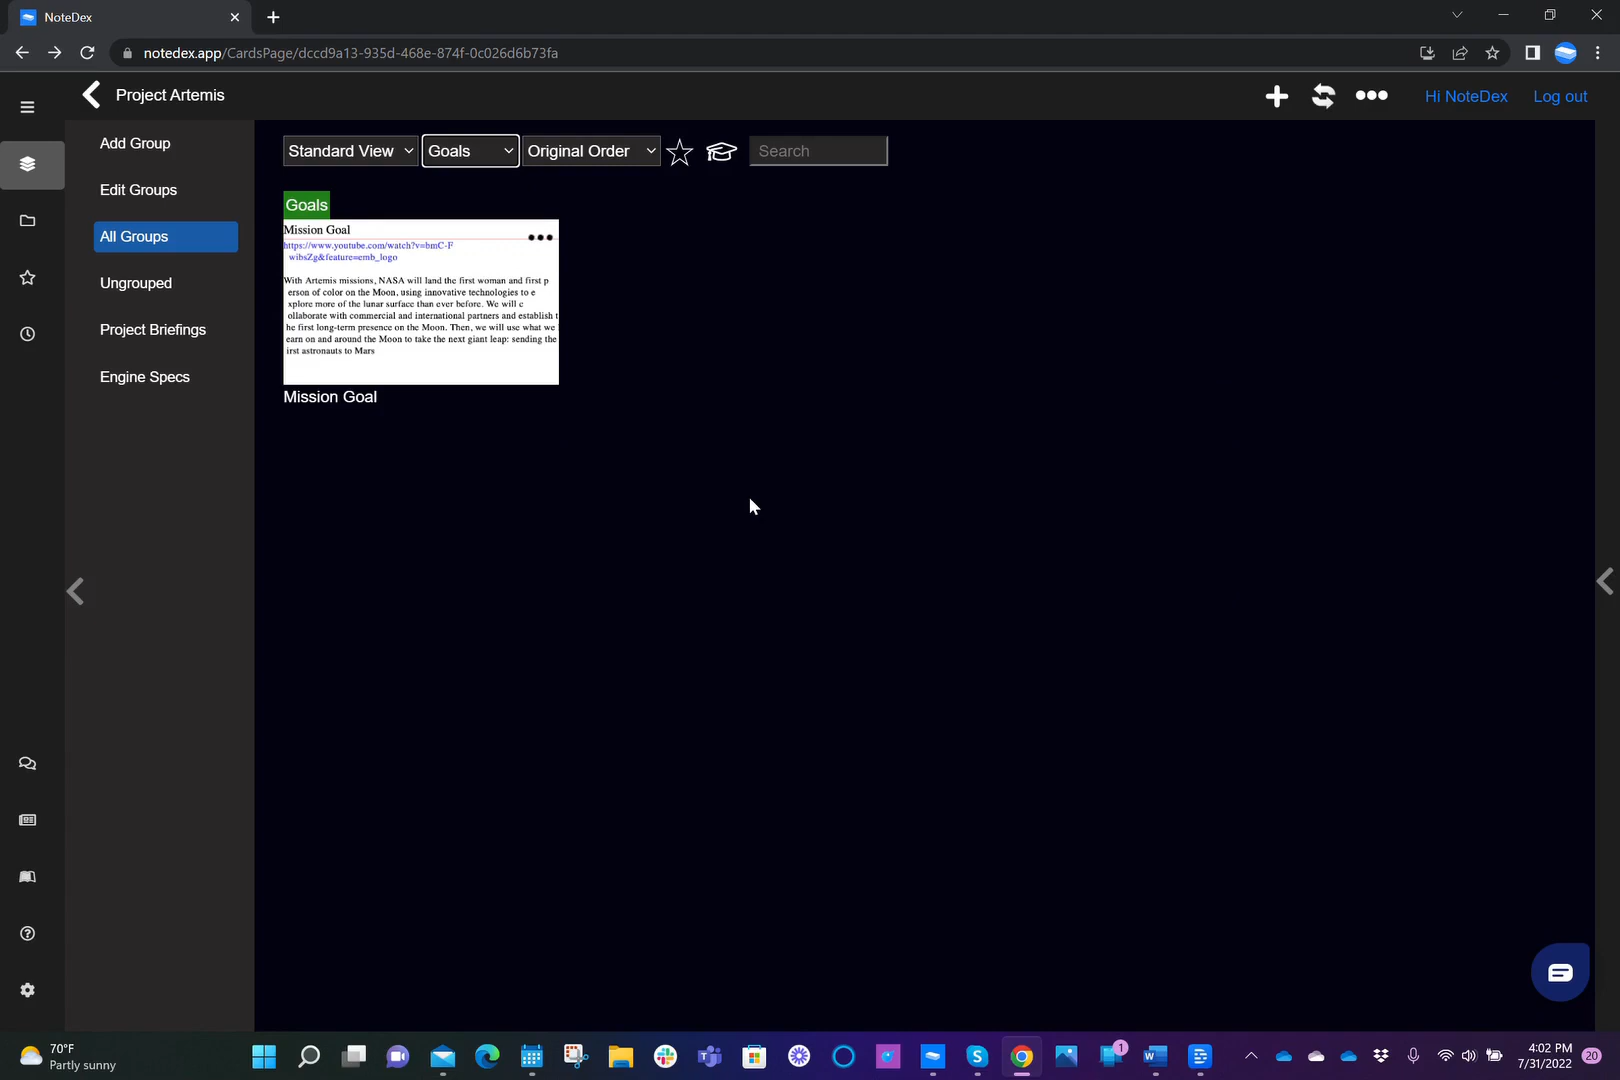 NoteDex
notedex.app/CardsPage/dccd9a13-935d-468e-874f-0c026d6b73fa
Project Artemis
Hi NoteDex
Log out
Add Group
Edit Groups
All Groups
Ungrouped
Project Briefings
Engine Specs
Standard View
Goals
Original Order
Search
Goals
Mission Goal
https://www.youtube.com/watch?v=bmC-F
wibsZg&feature=emb_logo
With Artemis missions, NASA will land the first woman and first p
erson of color on the Moon, using innovative technologies to e
xplore more of the lunar surface than ever before. We will c
ollaborate with commercial and international partners and establish t
he first long-term presence on the Moon. Then, we will use what we
earn on and around the Moon to take the next giant leap: sending the
irst astronauts to Mars
Mission Goal
70°F
Partly sunny
1
4:02 PM
7/31/2022
20